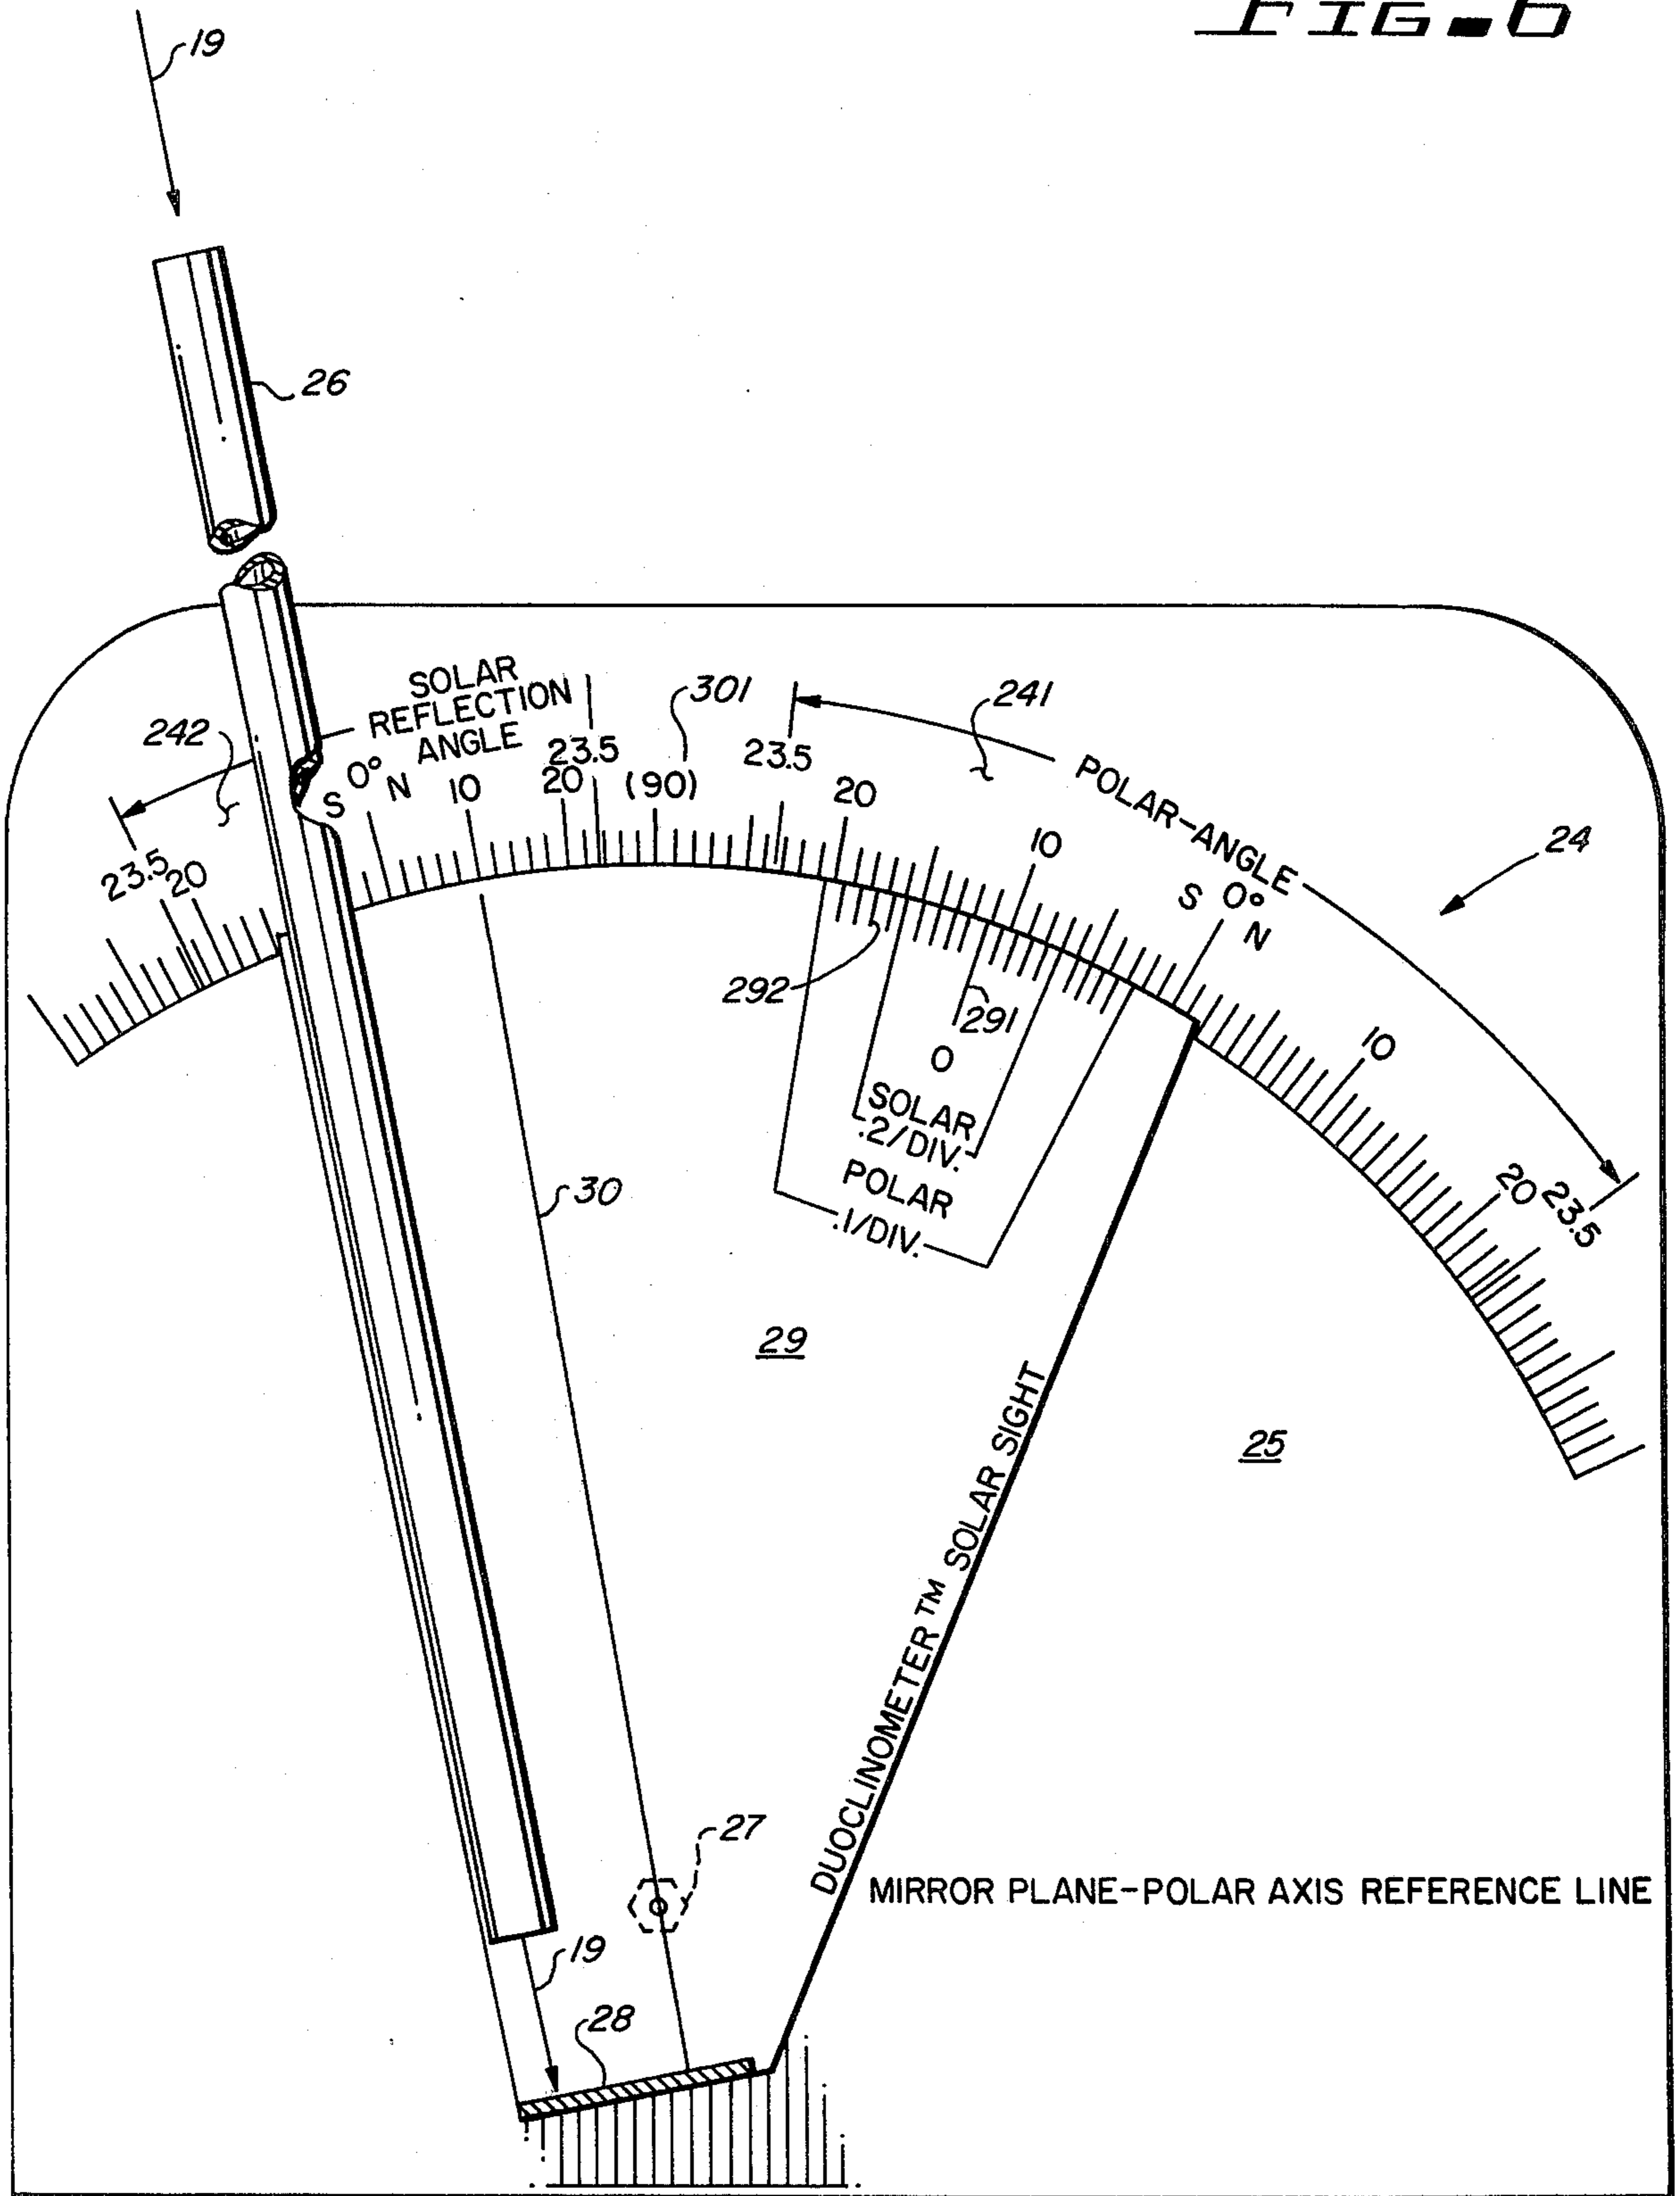 FIG-6
19
26
SOLAR
REFLECTION
ANGLE
301
241
242
23.5
23.5
S 0° N
10
20
(90)
20
POLAR-ANGLE
10
24
S 0° N
23.5
20
292
291
10
0
SOLAR
.2/DIV.
POLAR
.1/DIV.
20
23.5
30
29
25
DUOCLINOMETER™ SOLAR SIGHT
27
MIRROR PLANE-POLAR AXIS REFERENCE LINE
19
28